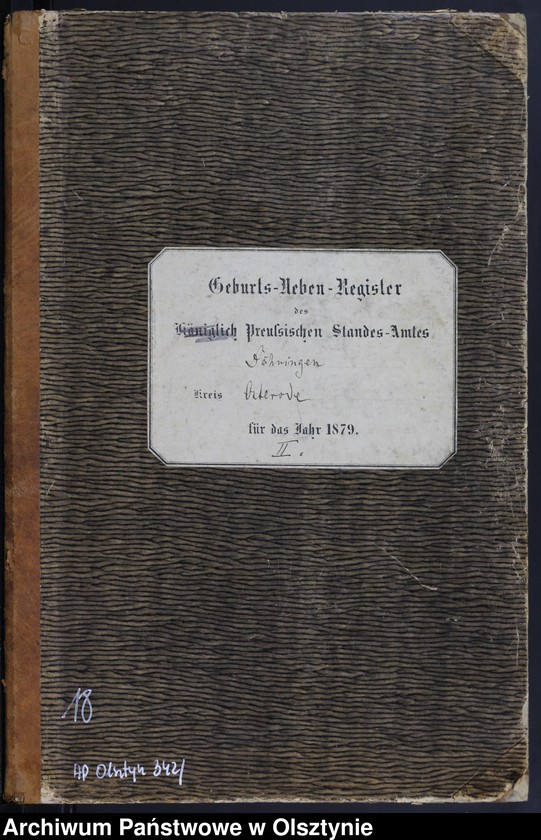 Geburts-Neben-Register
des
Königlich Preußischen Standes-Amtes
Döhringen
Kreis Osterode
für das Jahr 1879.
II.
18
AP Olsztyn 342/
Archiwum Państwowe w Olsztynie